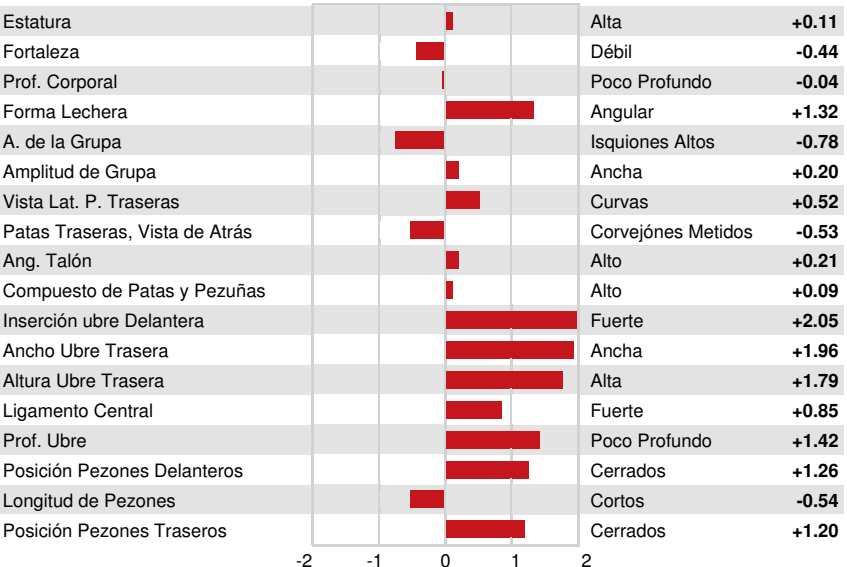 Estatura Alta +0.11
Fortaleza Débil -0.44
Prof. Corporal Poco Profundo -0.04
Forma Lechera Angular +1.32
A. de la Grupa Isquiones Altos -0.78
Amplitud de Grupa Ancha +0.20
Vista Lat. P. Traseras Curvas +0.52
Patas Traseras, Vista de Atrás Corvejónes Metidos -0.53
Ang. Talón Alto +0.21
Compuesto de Patas y Pezuñas Alto +0.09
Inserción ubre Delantera Fuerte +2.05
Ancho Ubre Trasera Ancha +1.96
Altura Ubre Trasera Alta +1.79
Ligamento Central Fuerte +0.85
Prof. Ubre Poco Profundo +1.42
Posición Pezones Delanteros Cerrados +1.26
Longitud de Pezones Cortos -0.54
Posición Pezones Traseros Cerrados +1.20
-2 -1 0 1 2